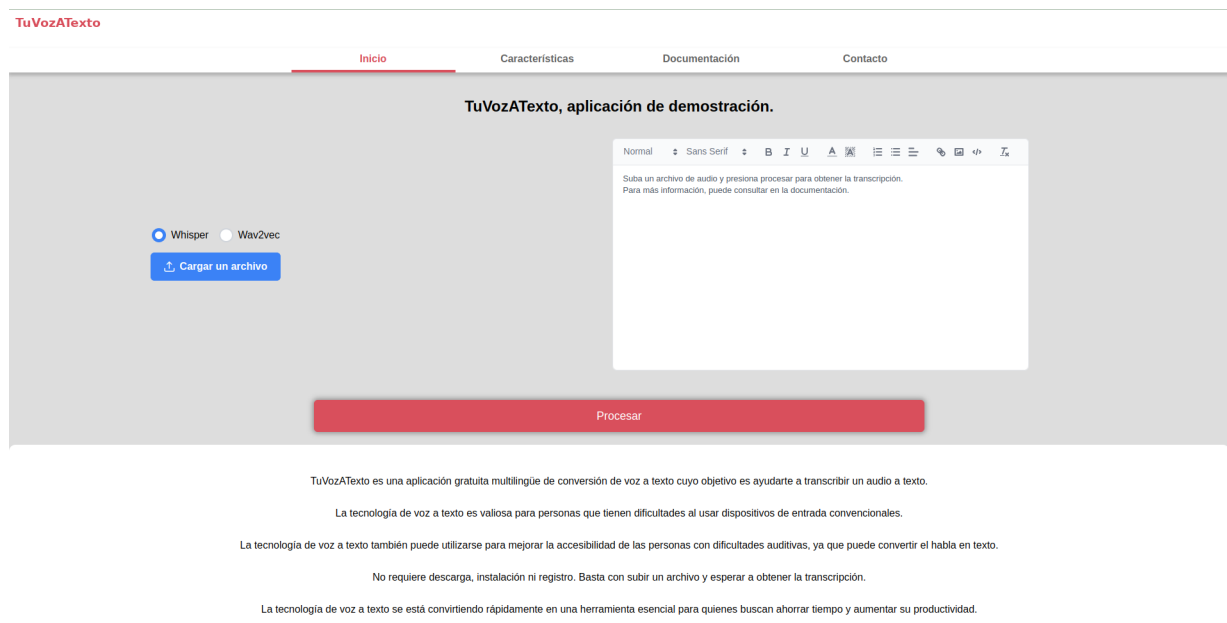 TuVozATexto
Inicio
Características
Documentación
Contacto
TuVozATexto, aplicación de demostración.
Normal
Sans Serif
B I U A A
Suba un archivo de audio y presiona procesar para obtener la transcripción.
Para más información, puede consultar en la documentación.
Whisper
Wav2vec
Cargar un archivo
Procesar
TuVozATexto es una aplicación gratuita multilingüe de conversión de voz a texto cuyo objetivo es ayudarte a transcribir un audio a texto.
La tecnología de voz a texto es valiosa para personas que tienen dificultades al usar dispositivos de entrada convencionales.
La tecnología de voz a texto también puede utilizarse para mejorar la accesibilidad de las personas con dificultades auditivas, ya que puede convertir el habla en texto.
No requiere descarga, instalación ni registro. Basta con subir un archivo y esperar a obtener la transcripción.
La tecnología de voz a texto se está convirtiendo rápidamente en una herramienta esencial para quienes buscan ahorrar tiempo y aumentar su productividad.